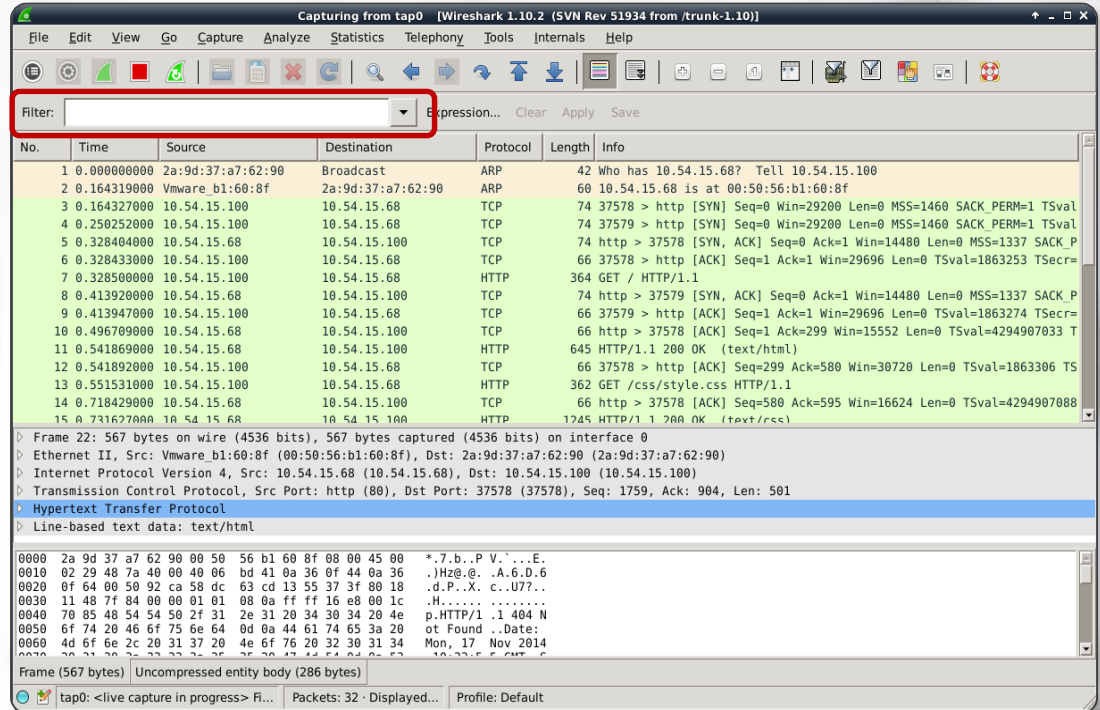 Capturing from tap0 [Wireshark 1.10.2 (SVN Rev 51934 from /trunk-1.10)]
File Edit View Go Capture Analyze Statistics Telephony Tools Internals Help
Filter: Expression... Clear Apply Save
No. Time Source Destination Protocol Length Info
1 0.000000000 2a:9d:37:a7:62:90 Broadcast ARP 42 Who has 10.54.15.68? Tell 10.54.15.100
2 0.164319000 Vmware_b1:60:8f 2a:9d:37:a7:62:90 ARP 60 10.54.15.68 is at 00:50:56:b1:60:8f
3 0.164327000 10.54.15.100 10.54.15.68 TCP 74 37578 > http [SYN] Seq=0 Win=29200 Len=0 MSS=1460 SACK_PERM=1 TSval
4 0.250252000 10.54.15.100 10.54.15.68 TCP 74 37579 > http [SYN] Seq=0 Win=29200 Len=0 MSS=1460 SACK_PERM=1 TSval
5 0.328404000 10.54.15.68 10.54.15.100 TCP 74 http > 37578 [SYN, ACK] Seq=0 Ack=1 Win=14480 Len=0 MSS=1337 SACK_P
6 0.328433000 10.54.15.100 10.54.15.68 TCP 66 37578 > http [ACK] Seq=1 Ack=1 Win=29696 Len=0 TSval=1863253 TSecr=
7 0.328500000 10.54.15.100 10.54.15.68 HTTP 364 GET / HTTP/1.1
8 0.413920000 10.54.15.68 10.54.15.100 TCP 74 http > 37579 [SYN, ACK] Seq=0 Ack=1 Win=14480 Len=0 MSS=1337 SACK_P
9 0.413947000 10.54.15.100 10.54.15.68 TCP 66 37579 > http [ACK] Seq=1 Ack=1 Win=29696 Len=0 TSval=1863274 TSecr=
10 0.496709000 10.54.15.68 10.54.15.100 TCP 66 http > 37578 [ACK] Seq=1 Ack=299 Win=15552 Len=0 TSval=4294907033 T
11 0.541869000 10.54.15.68 10.54.15.100 HTTP 645 HTTP/1.1 200 OK (text/html)
12 0.541892000 10.54.15.100 10.54.15.68 TCP 66 37578 > http [ACK] Seq=299 Ack=580 Win=30720 Len=0 TSval=1863306 TS
13 0.551531000 10.54.15.100 10.54.15.68 HTTP 362 GET /css/style.css HTTP/1.1
14 0.718429000 10.54.15.68 10.54.15.100 TCP 66 http > 37578 [ACK] Seq=580 Ack=595 Win=16624 Len=0 TSval=4294907088
15 0.731627000 10.54.15.68 10.54.15.100 HTTP 1245 HTTP/1.1 200 OK (text/css)
Frame 22: 567 bytes on wire (4536 bits), 567 bytes captured (4536 bits) on interface 0
Ethernet II, Src: Vmware_b1:60:8f (00:50:56:b1:60:8f), Dst: 2a:9d:37:a7:62:90 (2a:9d:37:a7:62:90)
Internet Protocol Version 4, Src: 10.54.15.68 (10.54.15.68), Dst: 10.54.15.100 (10.54.15.100)
Transmission Control Protocol, Src Port: http (80), Dst Port: 37578 (37578), Seq: 1759, Ack: 904, Len: 501
Hypertext Transfer Protocol
Line-based text data: text/html
0000 2a 9d 37 a7 62 90 00 50 56 b1 60 8f 08 00 45 00 *.7.b..P V.`...E.
0010 02 29 48 7a 40 00 40 06 bd 41 0a 36 0f 44 0a 36 .)Hz@.@. .A.6.D.6
0020 0f 64 00 50 92 ca 58 dc 63 cd 13 55 37 3f 80 18 .d.P..X. c..U7?..
0030 11 48 7f 84 00 00 01 01 08 0a ff ff 16 e8 00 1c .H...... ........
0040 70 85 48 54 54 50 2f 31 2e 31 20 34 30 34 20 4e p.HTTP/1 .1 404 N
0050 6f 74 20 46 6f 75 6e 64 0d 0a 44 61 74 65 3a 20 ot Found ..Date:
0060 4d 6f 6e 2c 20 31 37 20 4e 6f 76 20 32 30 31 34 Mon, 17 Nov 2014
Frame (567 bytes) Uncompressed entity body (286 bytes)
tap0: <live capture in progress> Fi... Packets: 32 · Displayed... Profile: Default